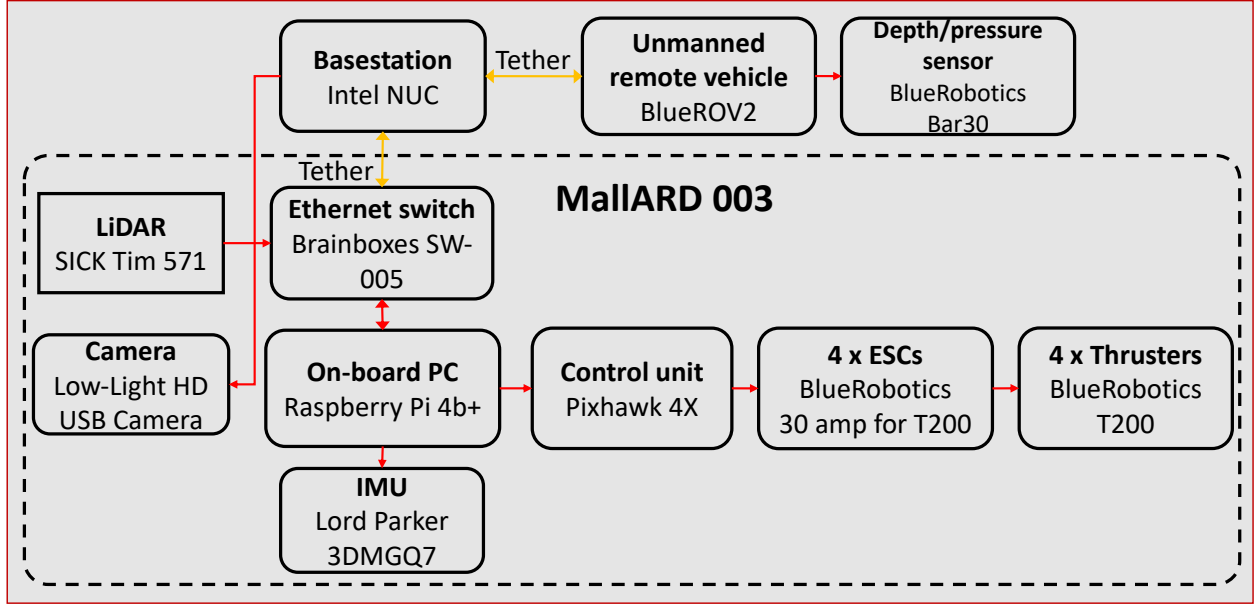 Basestation
Intel NUC
Tether
Unmanned
remote vehicle
BlueROV2
Depth/pressure
sensor
BlueRobotics
Bar30
Tether
MallARD 003
LiDAR
SICK Tim 571
Ethernet switch
Brainboxes SW-
005
Camera
Low-Light HD
USB Camera
On-board PC
Raspberry Pi 4b+
Control unit
Pixhawk 4X
4 x ESCs
BlueRobotics
30 amp for T200
4 x Thrusters
BlueRobotics
T200
IMU
Lord Parker
3DMGQ7